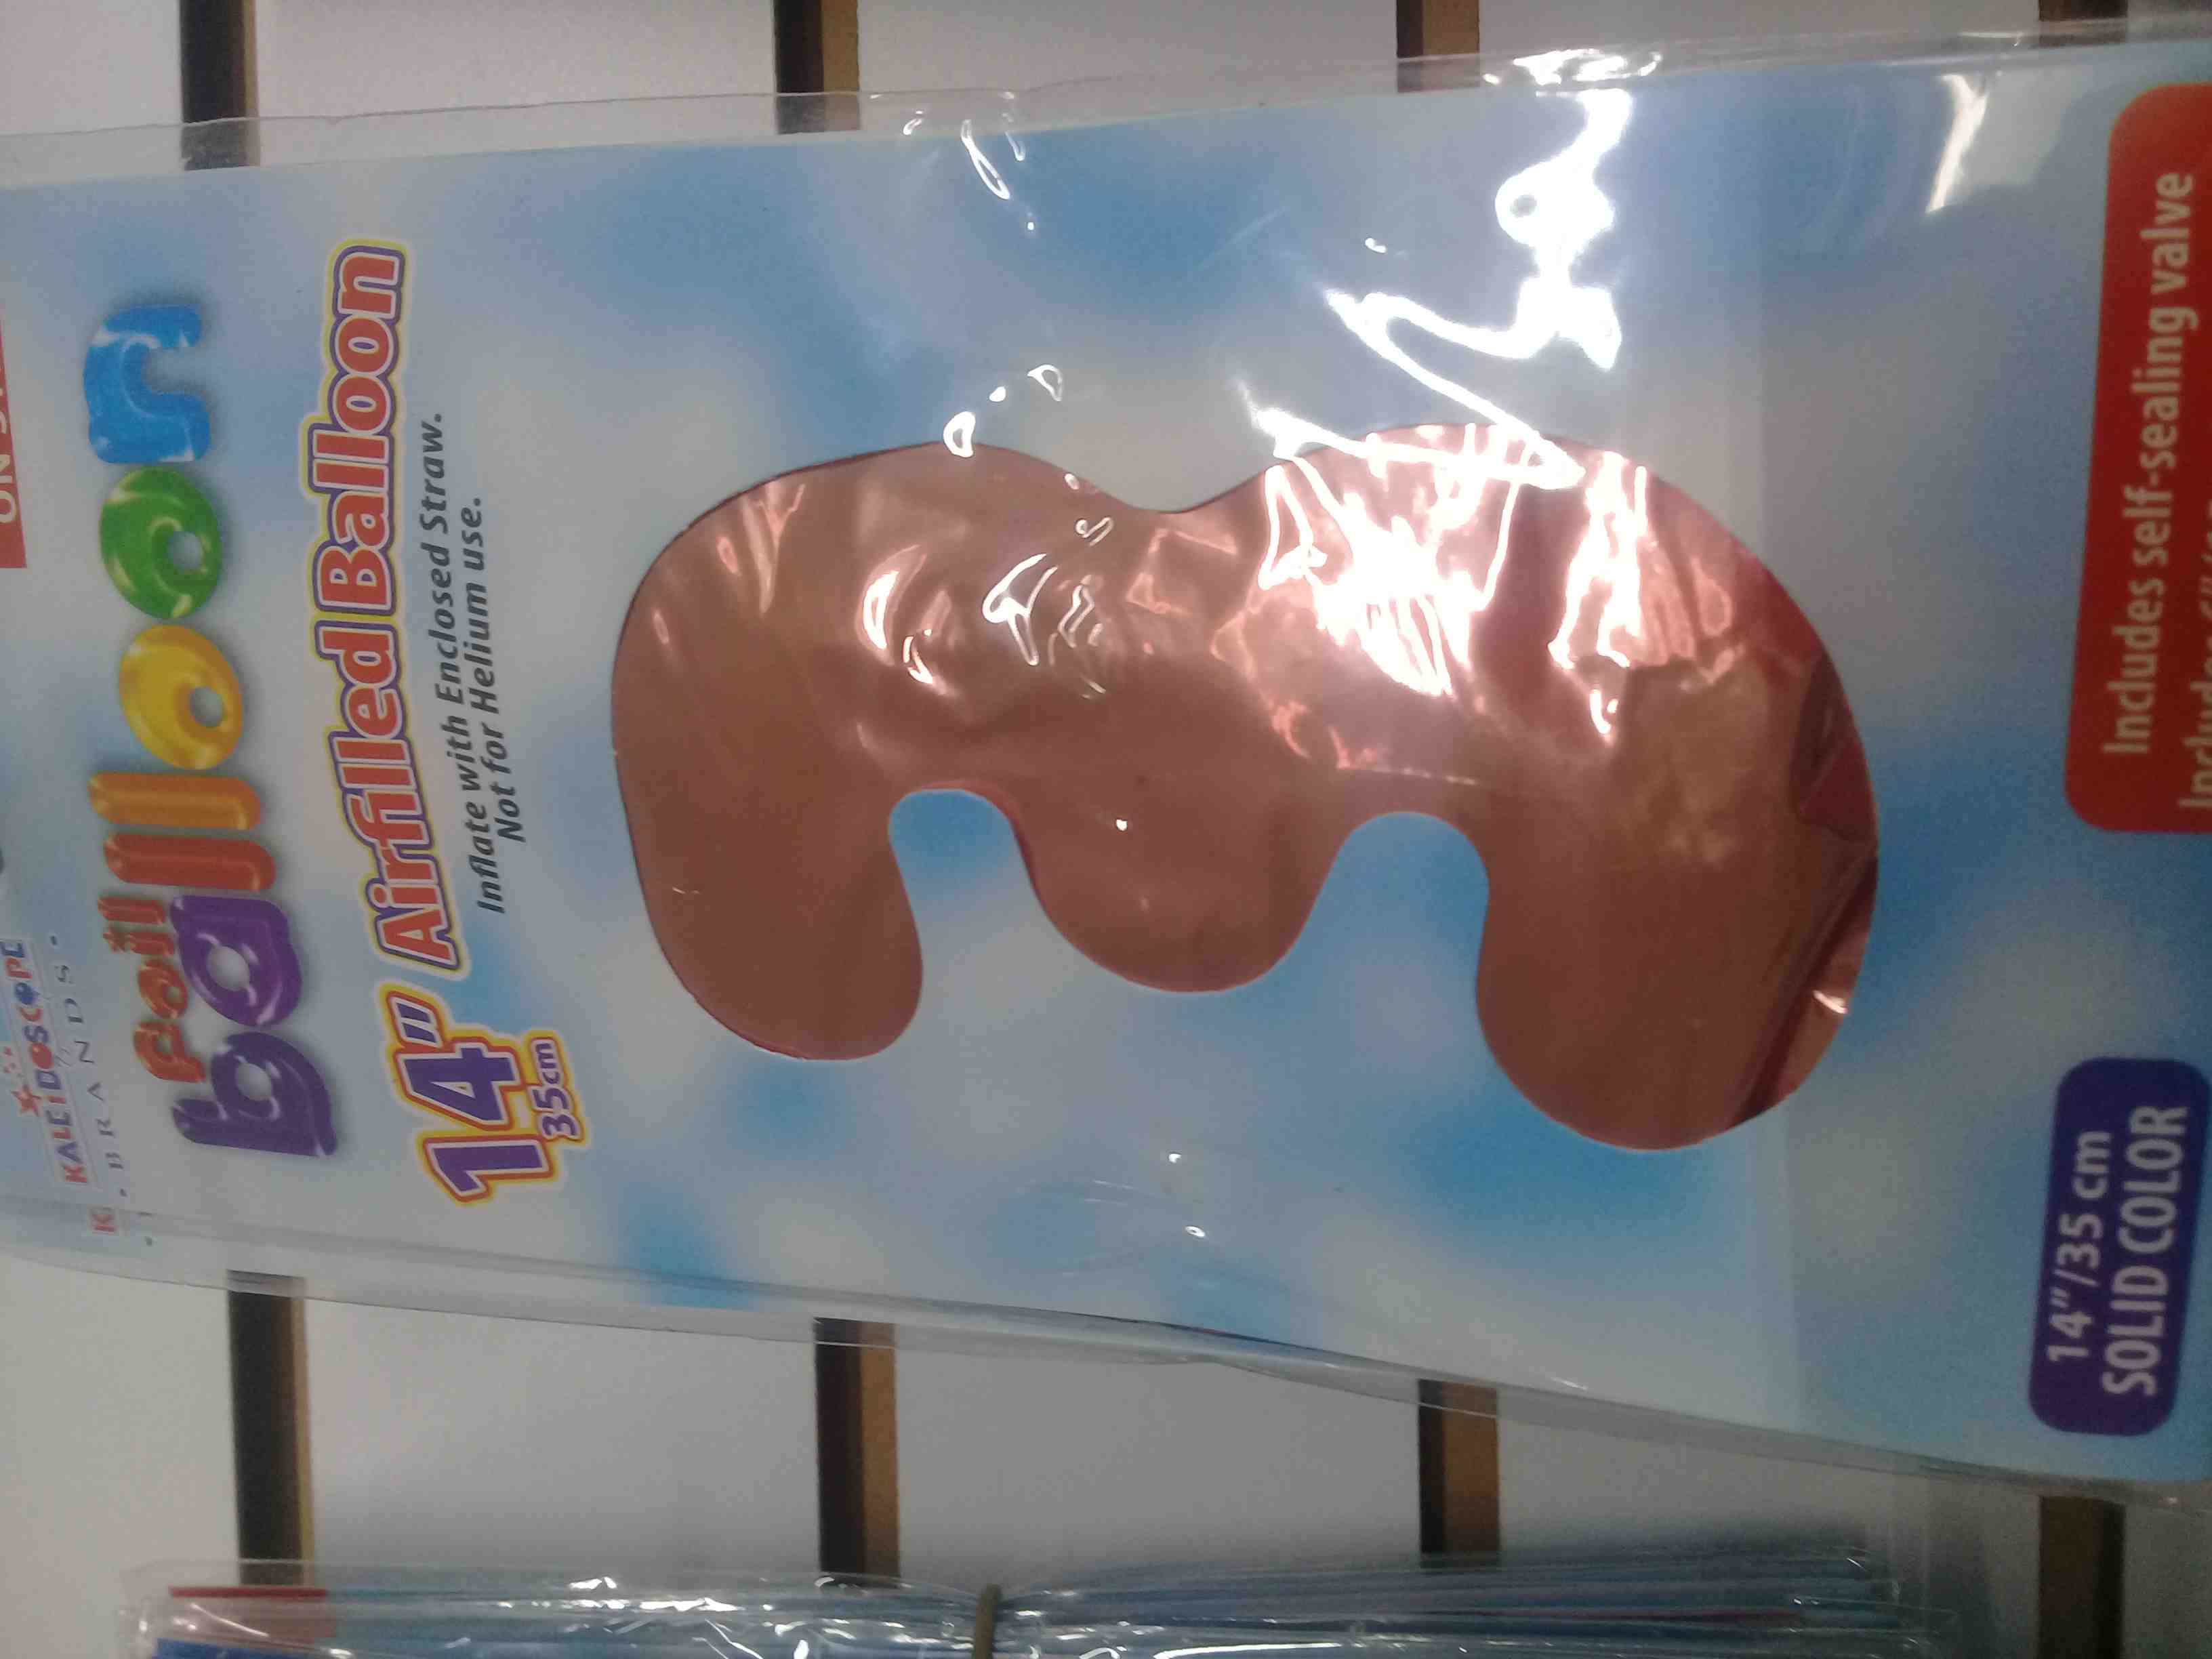 KALEIDOSCOPE
BRANDS
foil
balloon
14" Airfilled Balloon
35cm
Inflate with Enclosed Straw.
Not for Helium use.
14"/35 cm
SOLID COLOR
Includes self-sealing valve